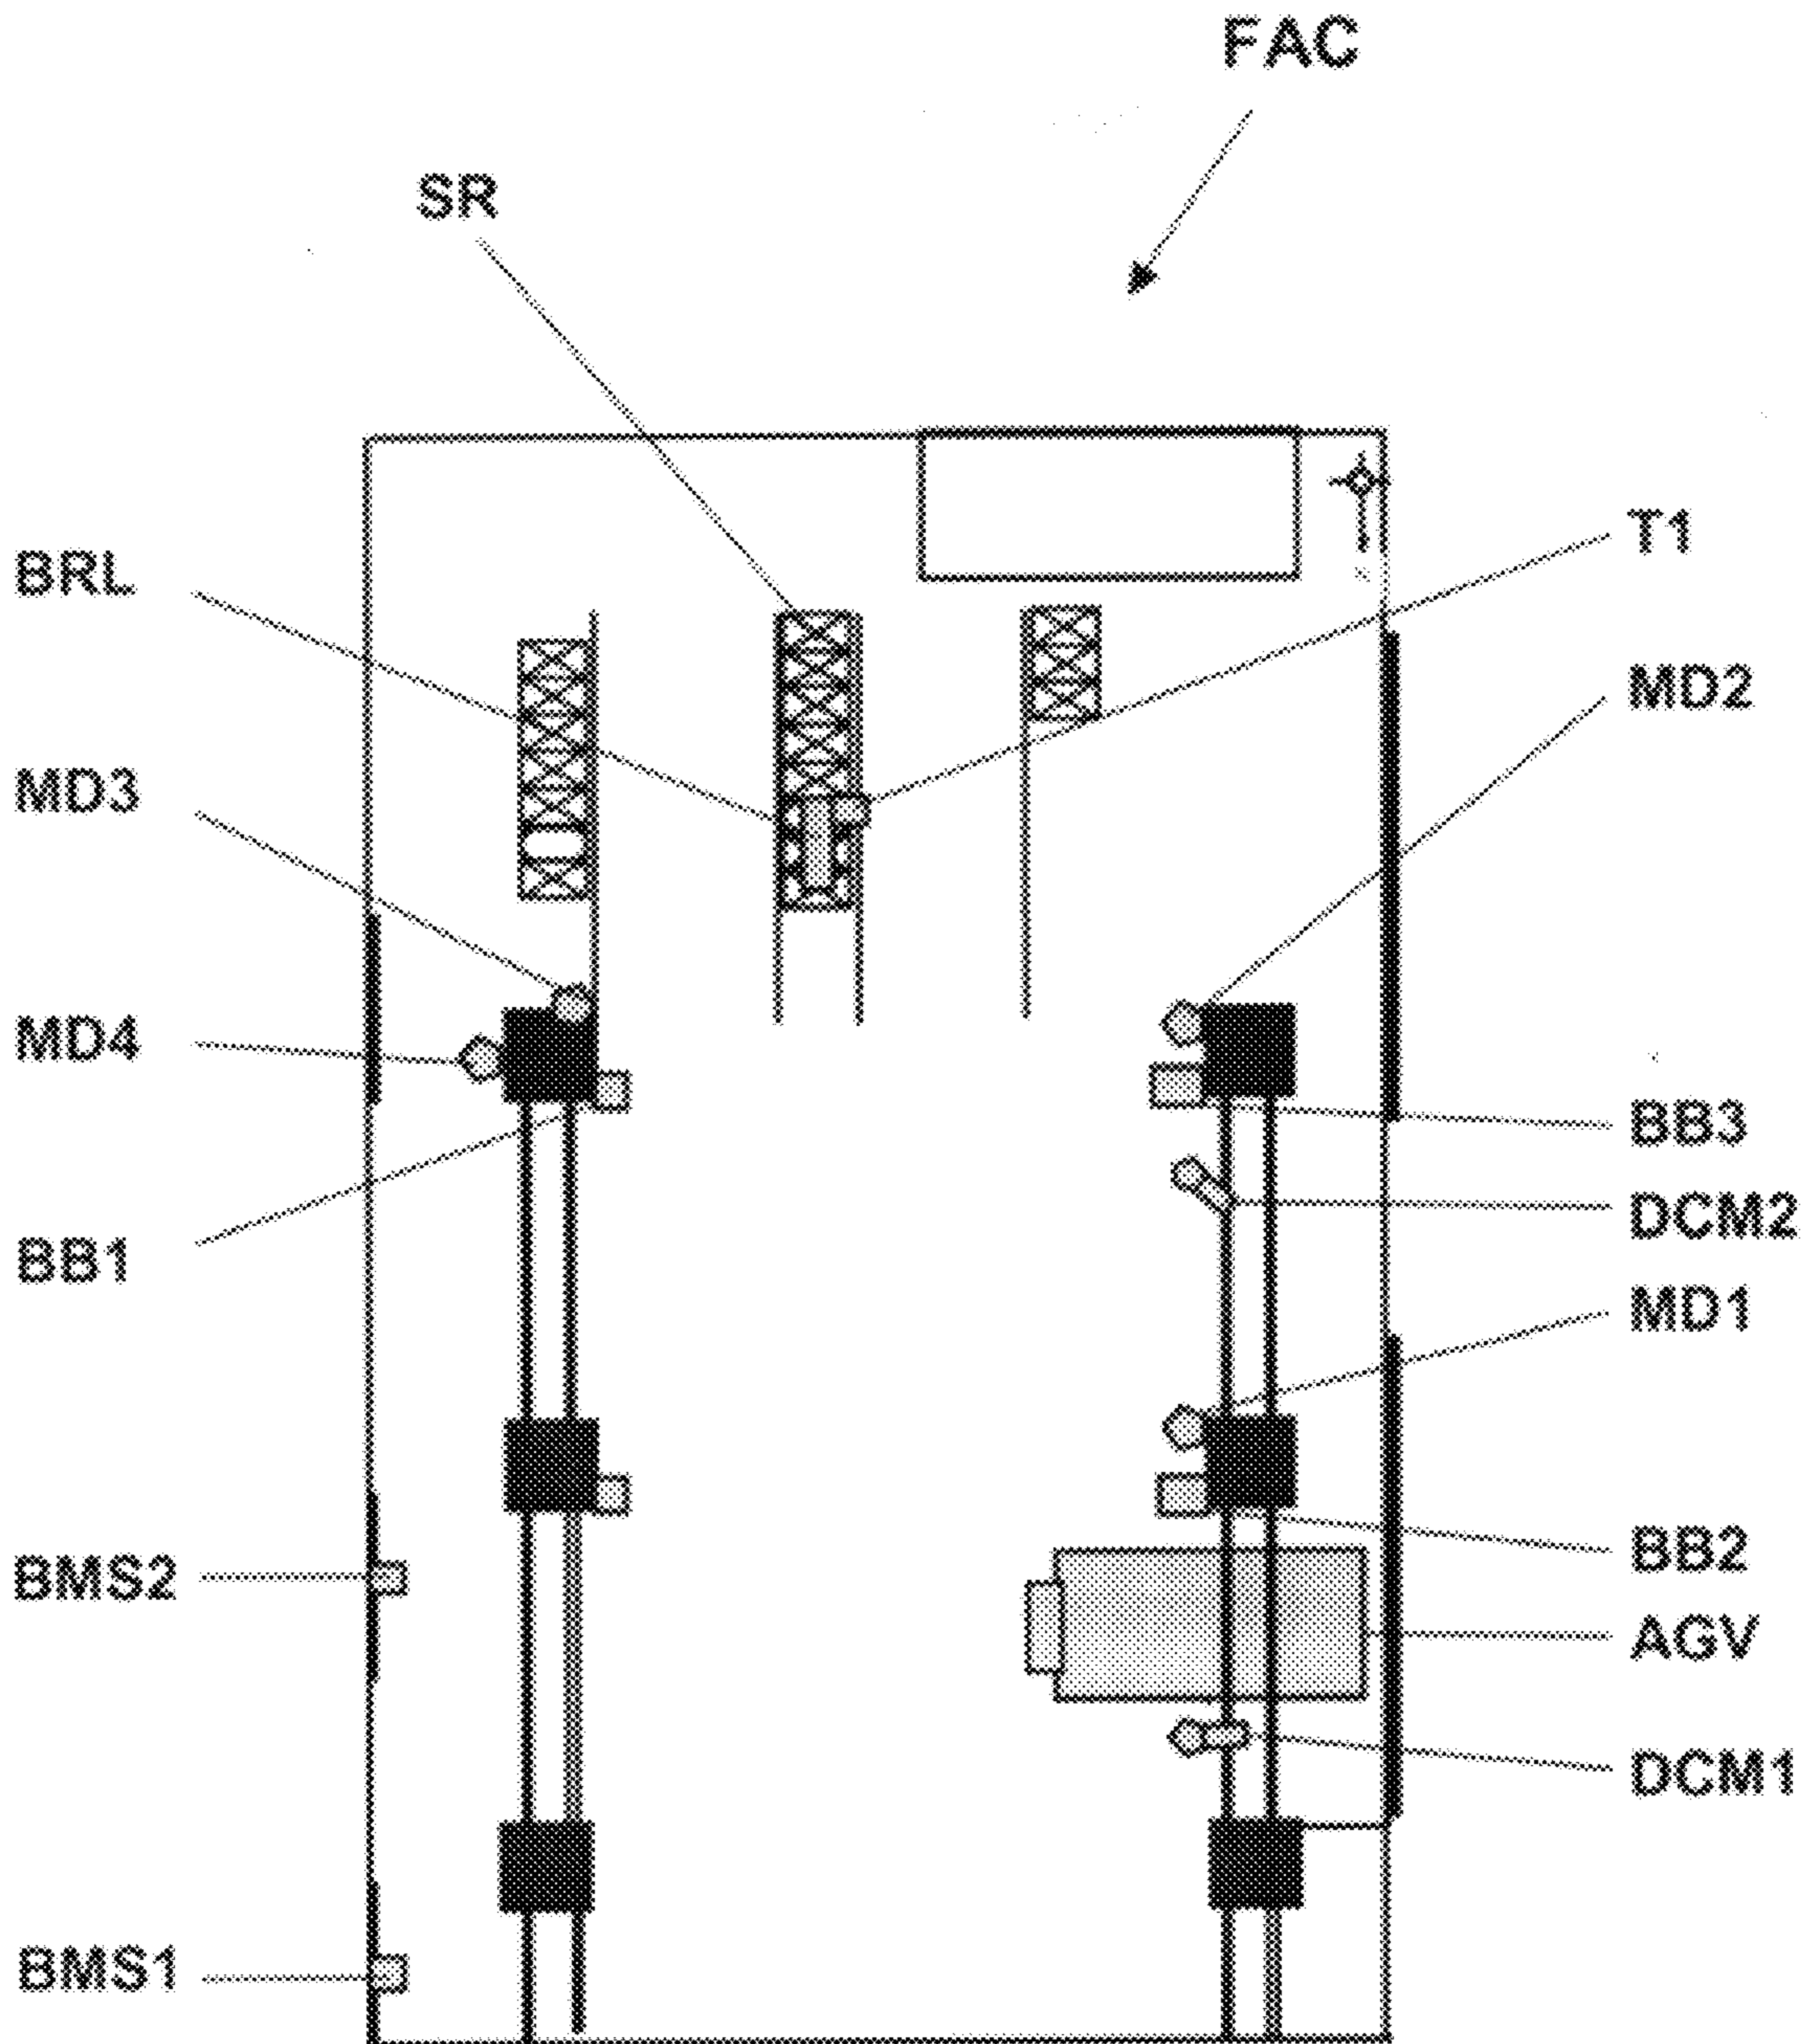 FAC
SR
T1
BRL
MD2
MD3
MD4
BB3
DCM2
BB1
MD1
BB2
BMS2
AGV
DCM1
BMS1